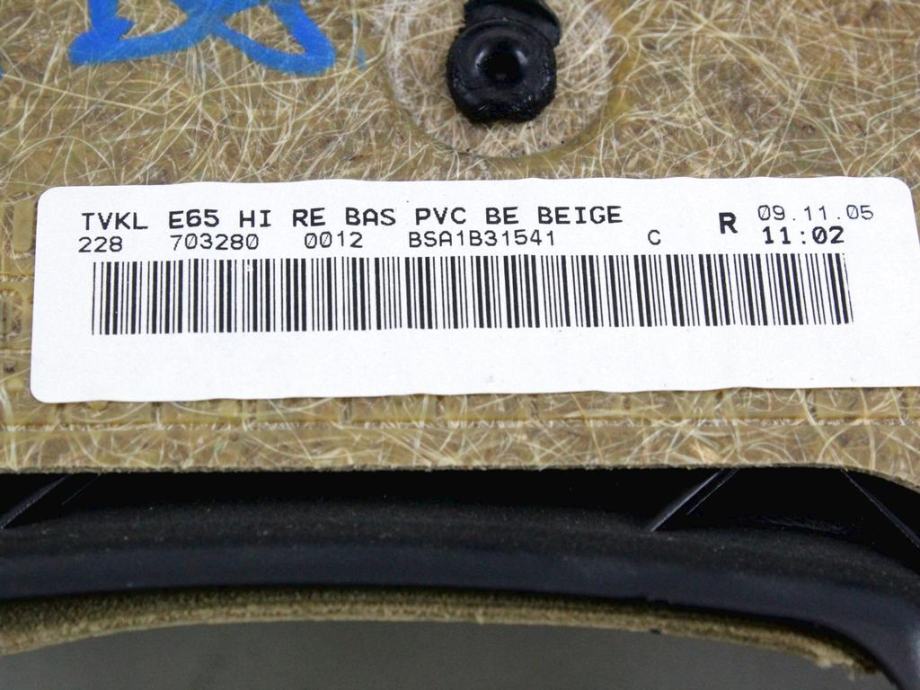 TVKL E65 HI RE BAS PVC BE BEIGE R 09.11.05
228 703280 0012 BSA1B31541 C 11:02